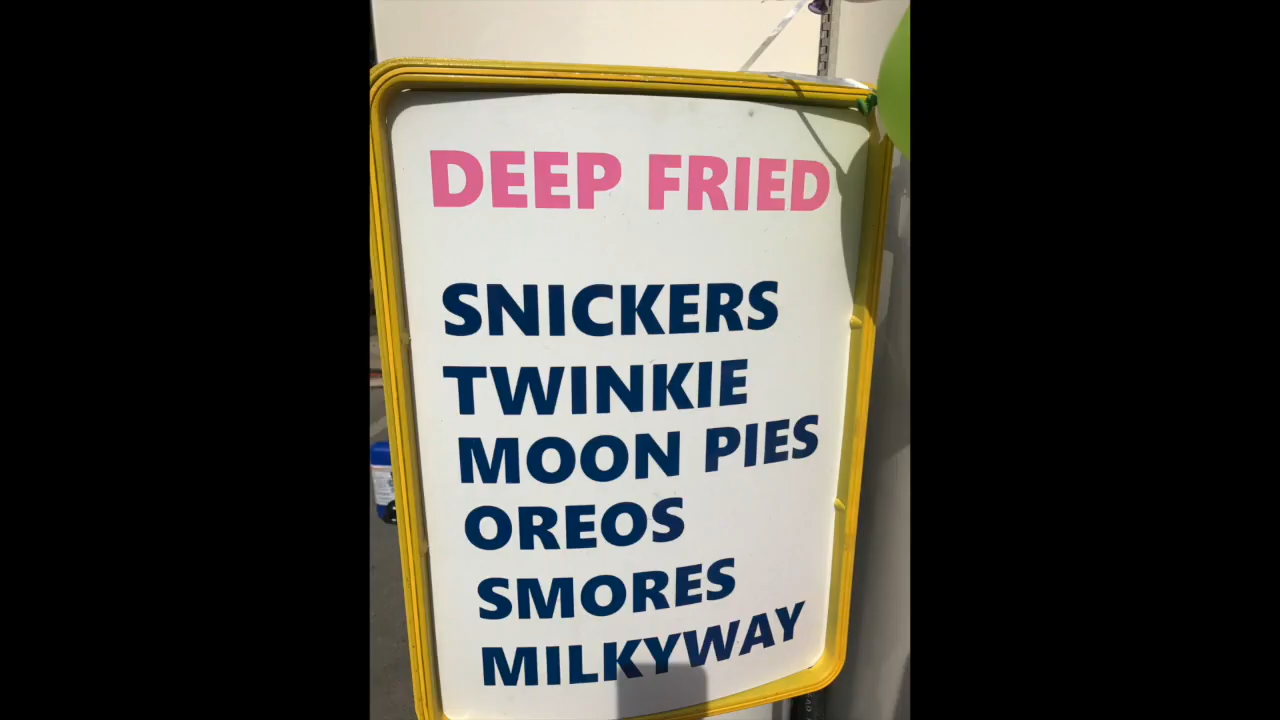 DEEP FRIED
SNICKERS
TWINKIE
MOON PIES
OREOS
SMORES
MILKYWAY